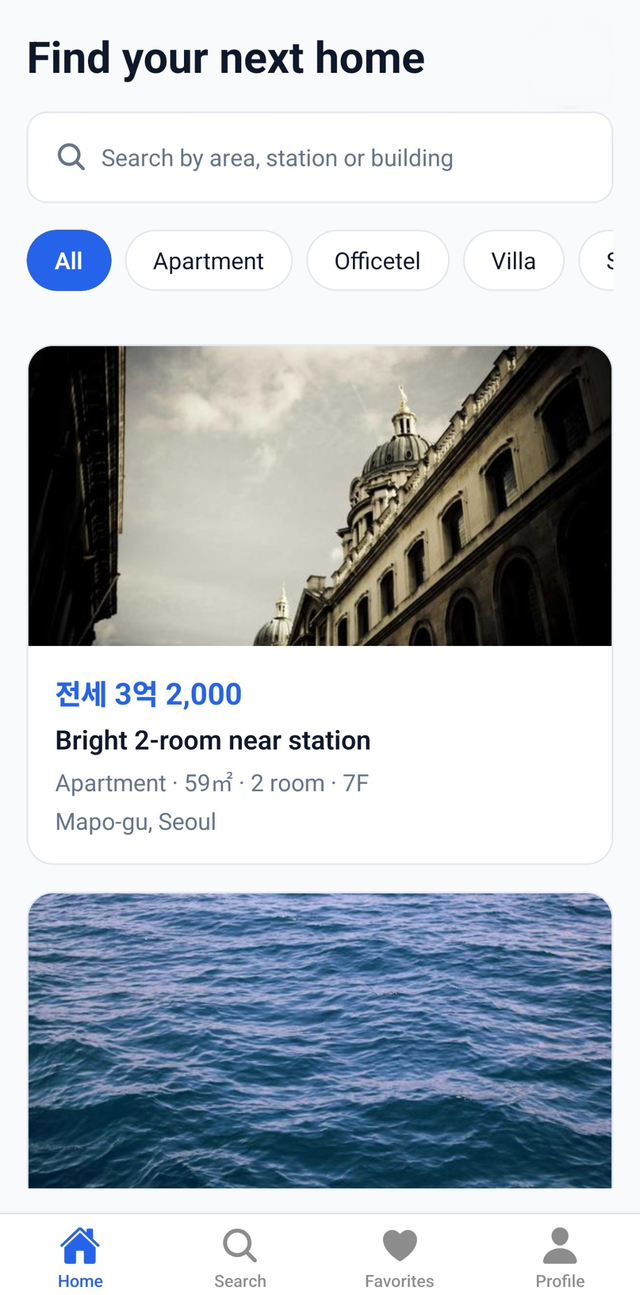 Find your next home
Search by area, station or building
All Apartment Officetel Villa
전세 3억 2,000
Bright 2-room near station
Apartment · 59㎡ · 2 room · 7F
Mapo-gu, Seoul
Home Search Favorites Profile